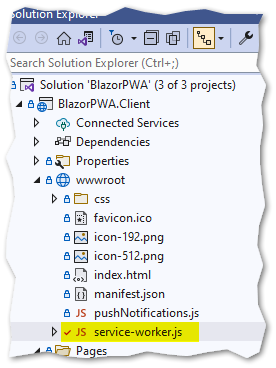 Solution Explorer
Search Solution Explorer (Ctrl+;)
Solution 'BlazorPWA' (3 of 3 projects)
BlazorPWA.Client
Connected Services
Dependencies
Properties
wwwroot
css
favicon.ico
icon-192.png
icon-512.png
index.html
manifest.json
JS pushNotifications.js
JS service-worker.js
Pages